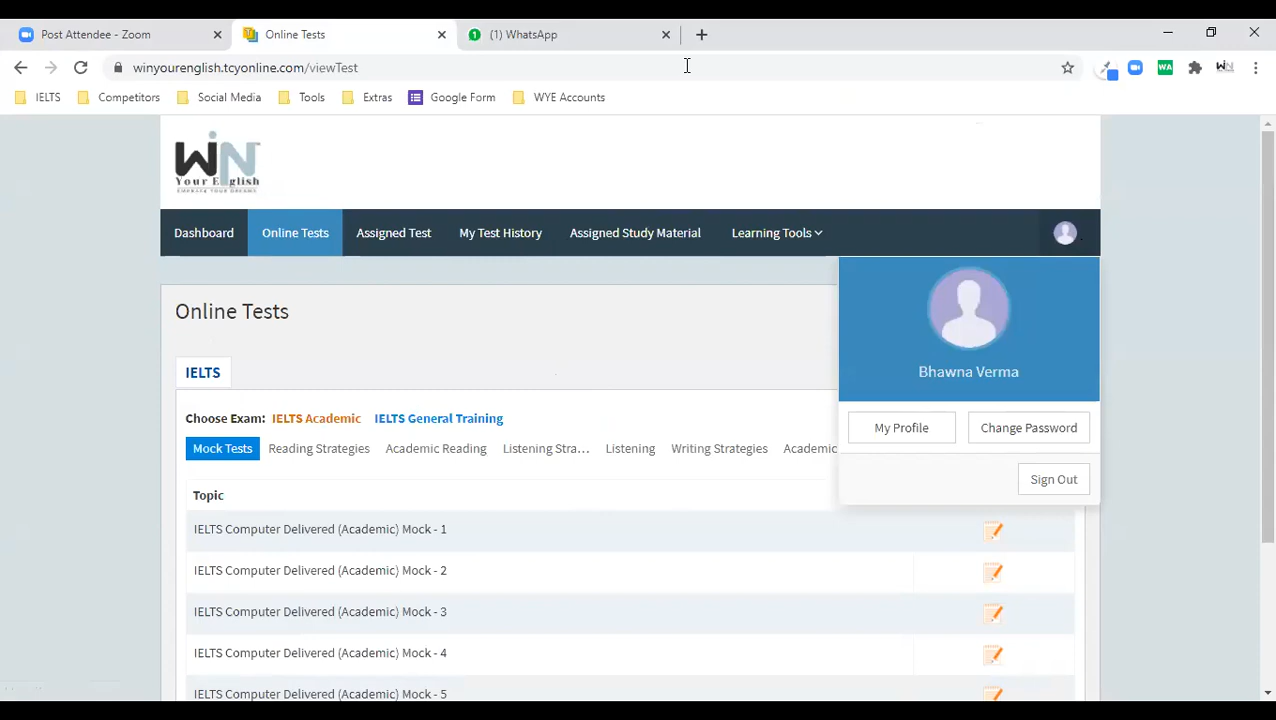 Post Attendee - Zoom
Online Tests
(1) WhatsApp
winyourenglish.tcyonline.com/viewTest
IELTS
Competitors
Social Media
Tools
Extras
Google Form
WYE Accounts
WiN
Your English
EMBRACE YOUR DREAMS
Dashboard
Online Tests
Assigned Test
My Test History
Assigned Study Material
Learning Tools
Online Tests
Bhawna Verma
My Profile
Change Password
Sign Out
IELTS
Choose Exam: IELTS Academic IELTS General Training
Mock Tests
Reading Strategies
Academic Reading
Listening Stra...
Listening
Writing Strategies
Academic
Topic
IELTS Computer Delivered (Academic) Mock - 1
IELTS Computer Delivered (Academic) Mock - 2
IELTS Computer Delivered (Academic) Mock - 3
IELTS Computer Delivered (Academic) Mock - 4
IELTS Computer Delivered (Academic) Mock - 5